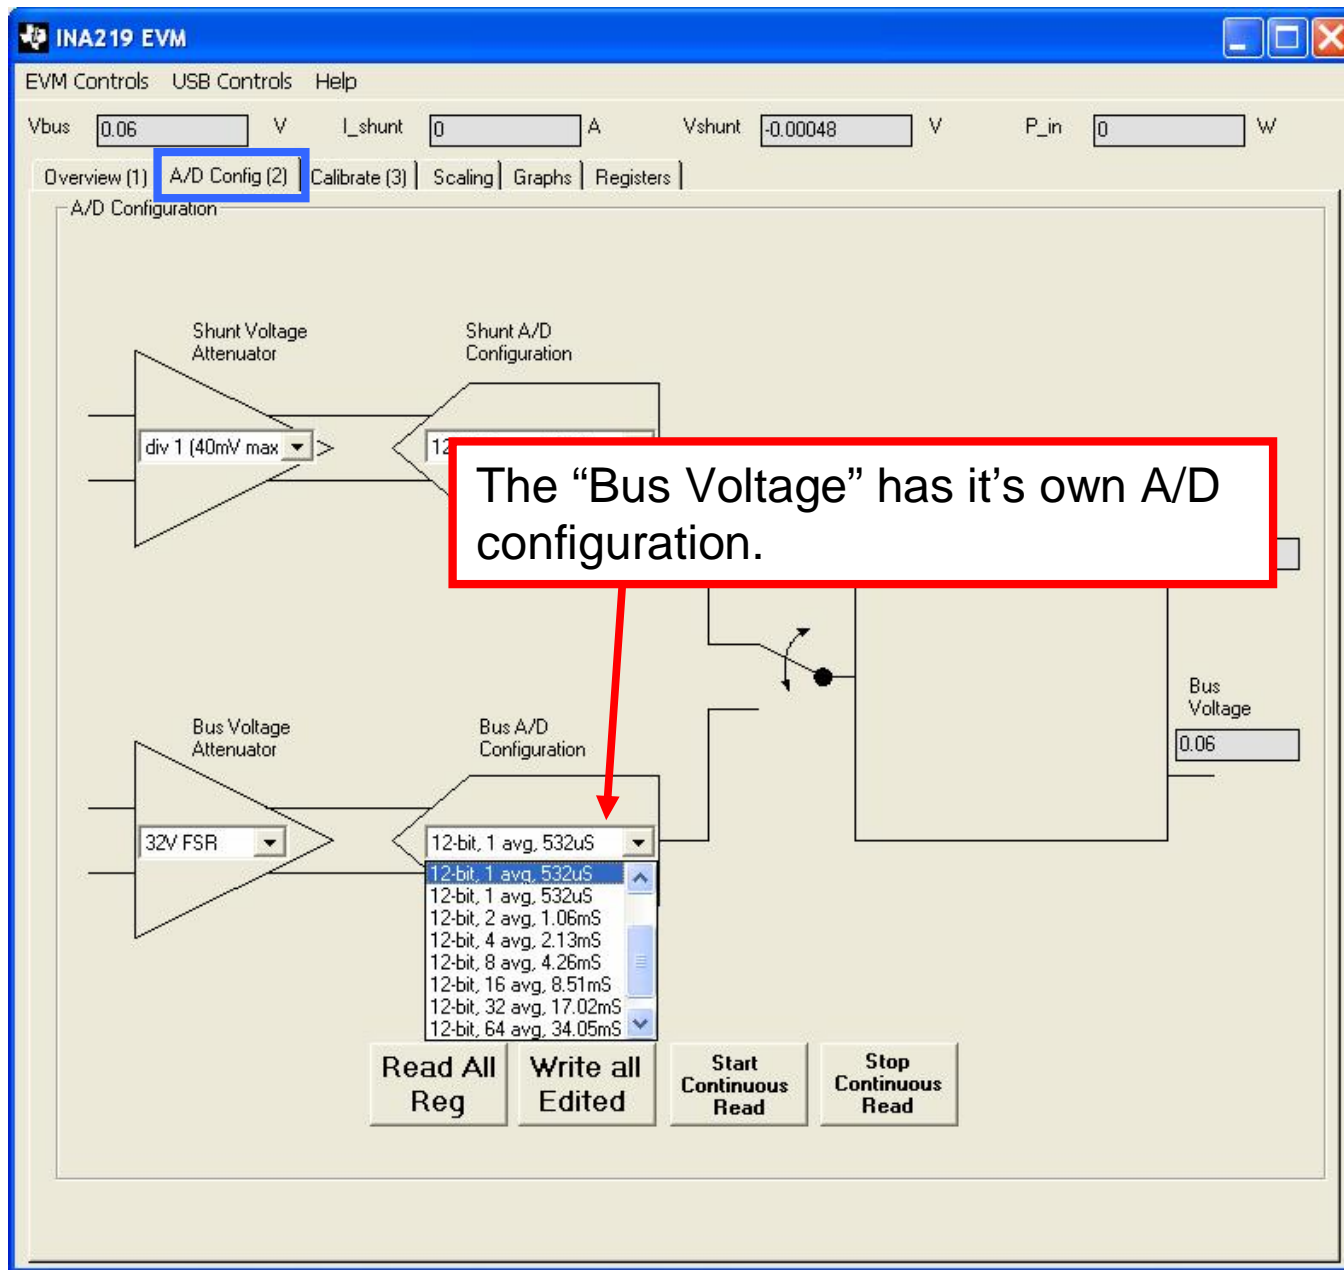 INA219 EVM
EVM Controls USB Controls Help
Vbus 0.06 V I_shunt 0 A Vshunt -0.00048 V P_in 0 W
Overview (1) A/D Config (2) Calibrate (3) Scaling Graphs Registers
A/D Configuration
Shunt Voltage
Attenuator
Shunt A/D
Configuration
div 1 (40mV max
12
The “Bus Voltage” has it’s own A/D
configuration.
Bus
Voltage
0.06
Bus Voltage
Attenuator
Bus A/D
Configuration
32V FSR
12-bit, 1 avg, 532uS
12-bit, 1 avg, 532uS
12-bit, 1 avg, 532uS
12-bit, 2 avg, 1.06mS
12-bit, 4 avg, 2.13mS
12-bit, 8 avg, 4.26mS
12-bit, 16 avg, 8.51mS
12-bit, 32 avg, 17.02mS
12-bit, 64 avg, 34.05mS
Read All
Reg
Write all
Edited
Start
Continuous
Read
Stop
Continuous
Read